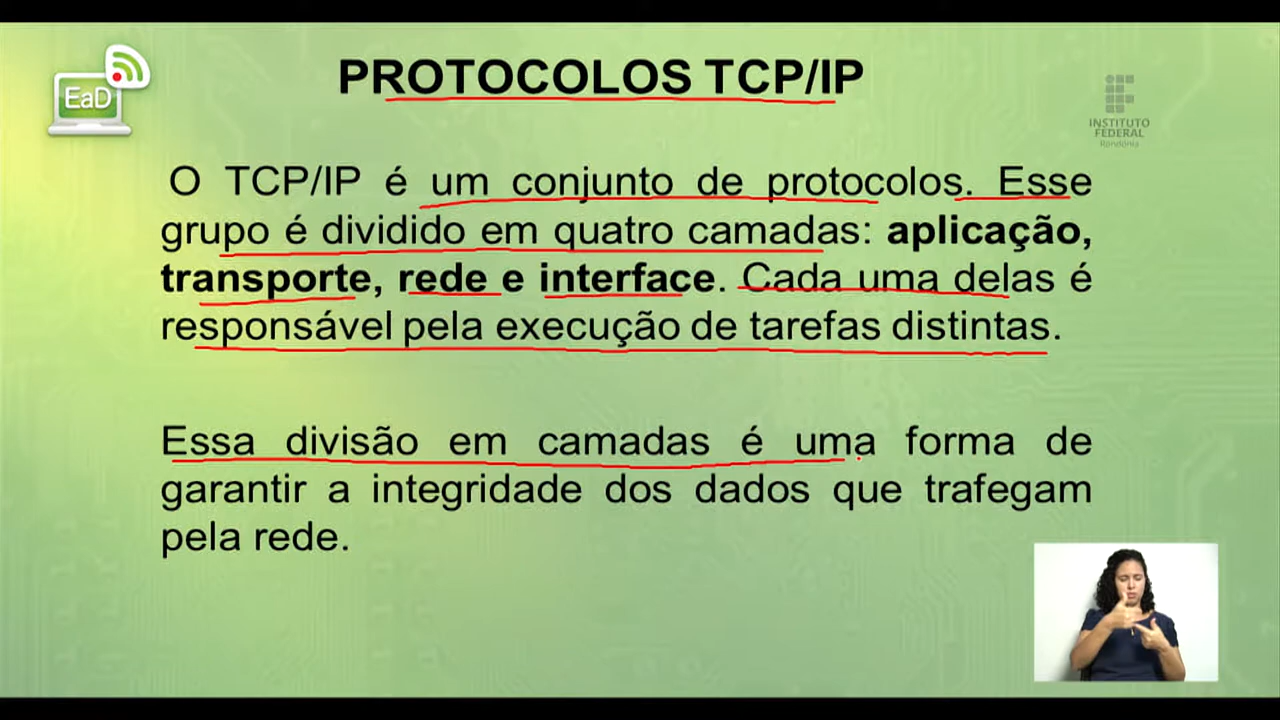 PROTOCOLOS TCP/IP
EaD
INSTITUTO
FEDERAL
Rondônia
O TCP/IP é um conjunto de protocolos. Esse
grupo é dividido em quatro camadas: aplicação,
transporte, rede e interface. Cada uma delas é
responsável pela execução de tarefas distintas.
Essa divisão em camadas é uma forma de
garantir a integridade dos dados que trafegam
pela rede.